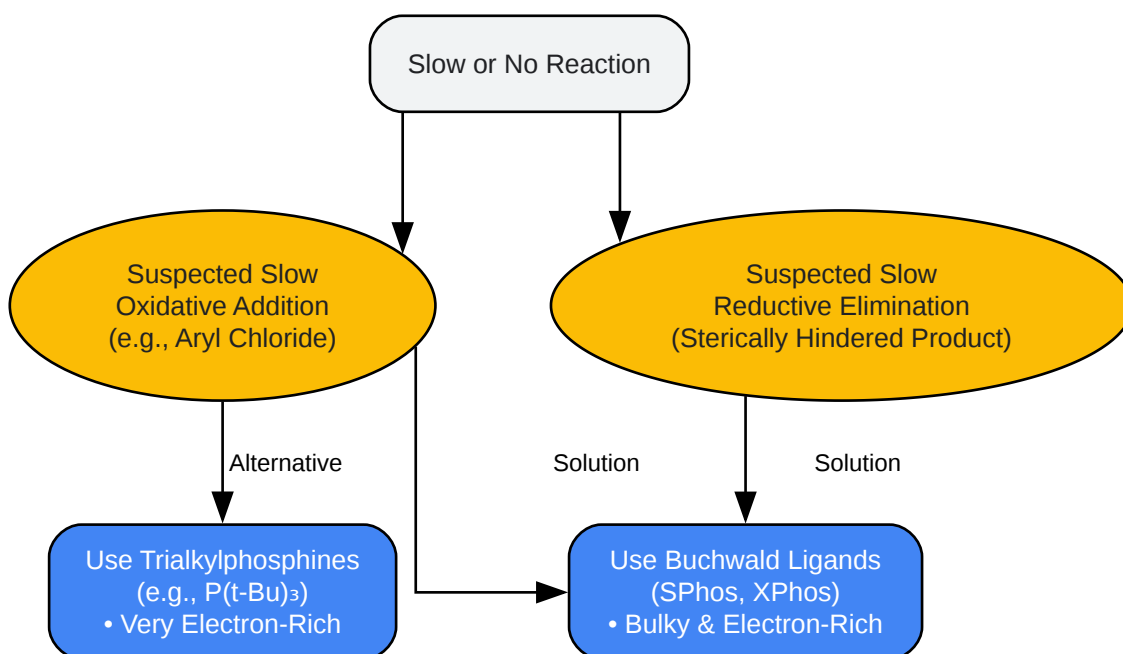 Slow or No Reaction
Suspected Slow
Oxidative Addition
(e.g., Aryl Chloride)
Suspected Slow
Reductive Elimination
(Sterically Hindered Product)
Alternative
Solution
Solution
Use Trialkylphosphines
(e.g., P(t-Bu)₃)
• Very Electron-Rich
Use Buchwald Ligands
(SPhos, XPhos)
• Bulky & Electron-Rich